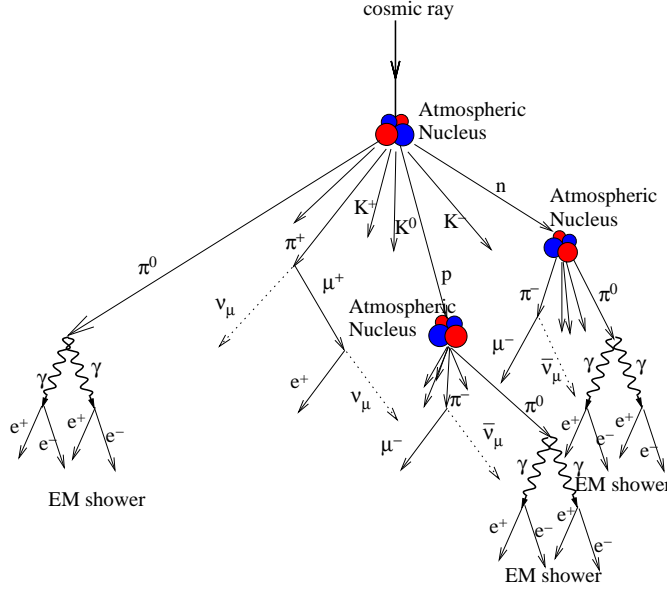 cosmic ray
Atmospheric
Nucleus
n
Atmospheric
Nucleus
K⁺
K⁰
K⁻
π⁺
π⁰
p
μ⁺
ν_μ
Atmospheric
Nucleus
π⁻
π
π⁰
μ⁻
ν̅_μ
γ
γ
γ
γ
e⁺
ν_μ
π⁻
π⁰
e⁺
e⁻
e⁺
e⁻
μ⁻
ν̅_μ
e⁺
e⁻
e⁺
e⁻
γ
γ
EM shower
EM shower
e⁺
e⁻
e⁺
e⁻
EM shower